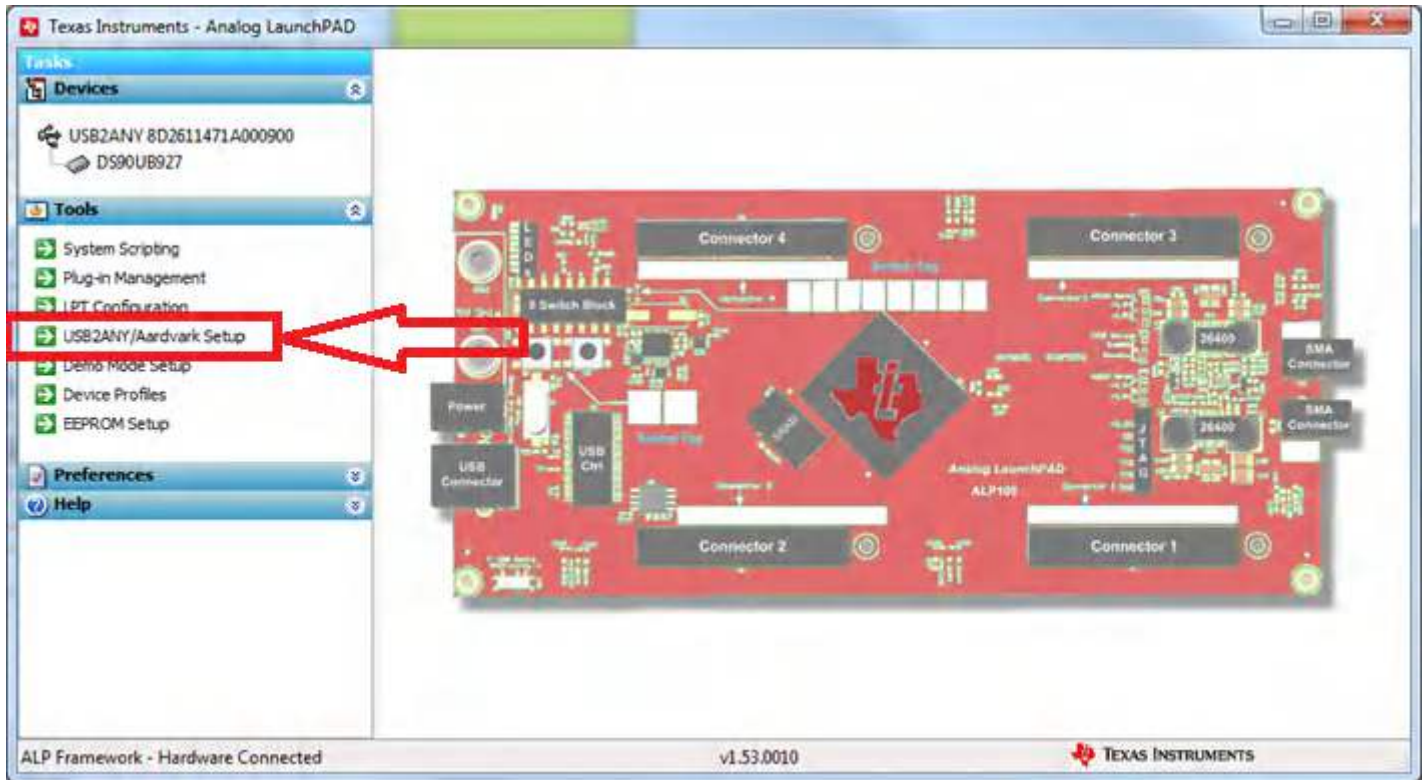 Texas Instruments - Analog LaunchPAD
Tasks
Devices
USB2ANY 8D2611471A000900
DS90UB927
Tools
System Scripting
Plug-in Management
LPT Configuration
USB2ANY/Aardvark Setup
Demo Mode Setup
Device Profiles
EEPROM Setup
Preferences
Help
Connector 4
Connector 3
LED
8 Switch Block
26400
SMA
Connector
Power
USB
Connector
USB
26400
SMA
Connector
JTAG
Analog LaunchPAD
ALP100
Connector 2
Connector 1
ALP Framework - Hardware Connected
v1.53.0010
TEXAS INSTRUMENTS